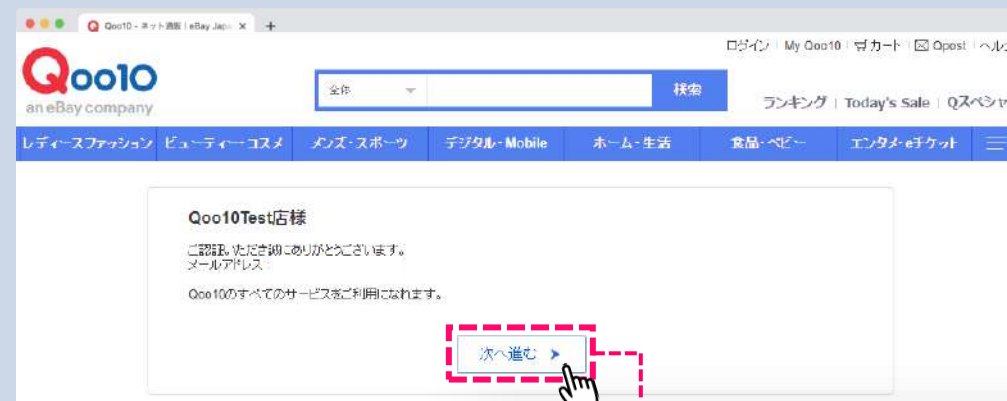 Qoo10 - ネット通販 | eBay Japa
ログイン My Qoo10 カート Qpost ヘル
Qoo10
an eBay company
全体
検索
ランキング Today's Sale Qスペシャ
レディースファッション ビューティーコスメ メンズ・スポーツ デジタル・Mobile ホーム・生活 食品・ベビー エンタメ・eチケット
Qoo10Test店様
ご認証いただき誠にありがとうございます。
メールアドレス :
Qoo10のすべてのサービスをご利用になれます。
次へ進む